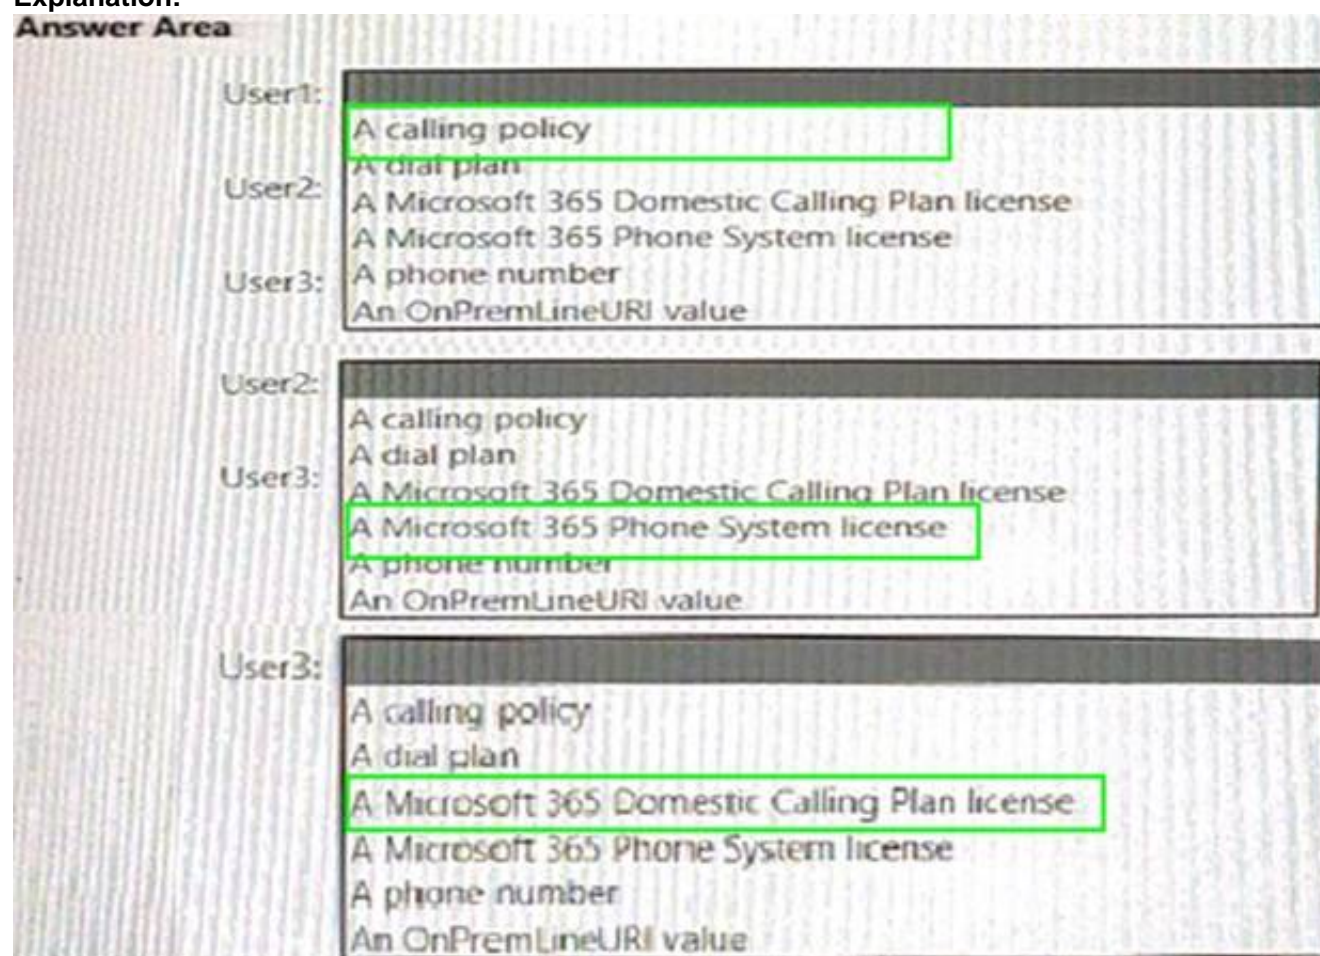 Explanation:
Answer Area
User1:
A calling policy
A dial plan
User2:
A Microsoft 365 Domestic Calling Plan license
A Microsoft 365 Phone System license
User3:
A phone number
An OnPremLineURI value
User2:
A calling policy
A dial plan
User3:
A Microsoft 365 Domestic Calling Plan license
A Microsoft 365 Phone System license
A phone number
An OnPremLineURI value
User3:
A calling policy
A dial plan
A Microsoft 365 Domestic Calling Plan license
A Microsoft 365 Phone System license
A phone number
An OnPremLineURI value